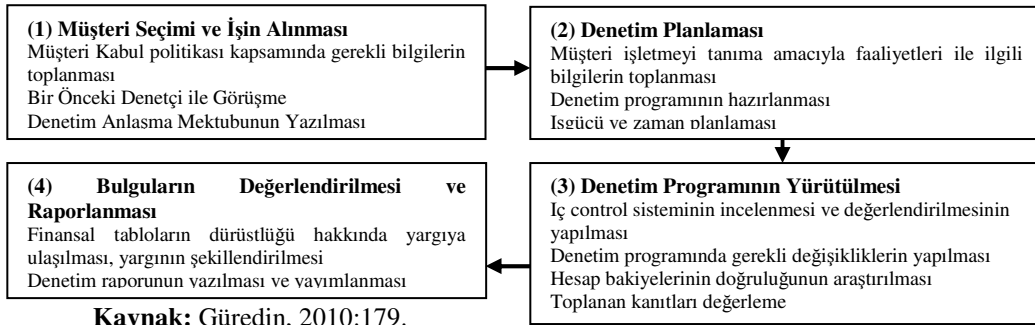 (1) Müşteri Seçimi ve İşin Alınması
Müşteri Kabul politikası kapsamında gerekli bilgilerin
toplanması
Bir Önceki Denetçi ile Görüşme
Denetim Anlasma Mektubunun Yazılması
(2) Denetim Planlaması
Müşteri işletmeyi tanıma amacıyla faaliyetleri ile ilgili
bilgilerin toplanması
Denetim programının hazırlanması
Isgücü ve zaman planlaması
(3) Denetim Programının Yürütülmesi
Iç control sisteminin incelenmesi ve değerlendirilmesinin
yapılması
Denetim programında gerekli değişikliklerin yapılması
Hesap bakiyelerinin doğruluğunun araştırılması
Toplanan kanıtları değerleme
(4) Bulguların Değerlendirilmesi ve
Raporlanması
Finansal tabloların dürüstlüğü hakkında yargıya
ulaşılması, yargının şekillendirilmesi
Denetim raporunun yazılması ve yayımlanması
Kaynak: Güredin, 2010:179.